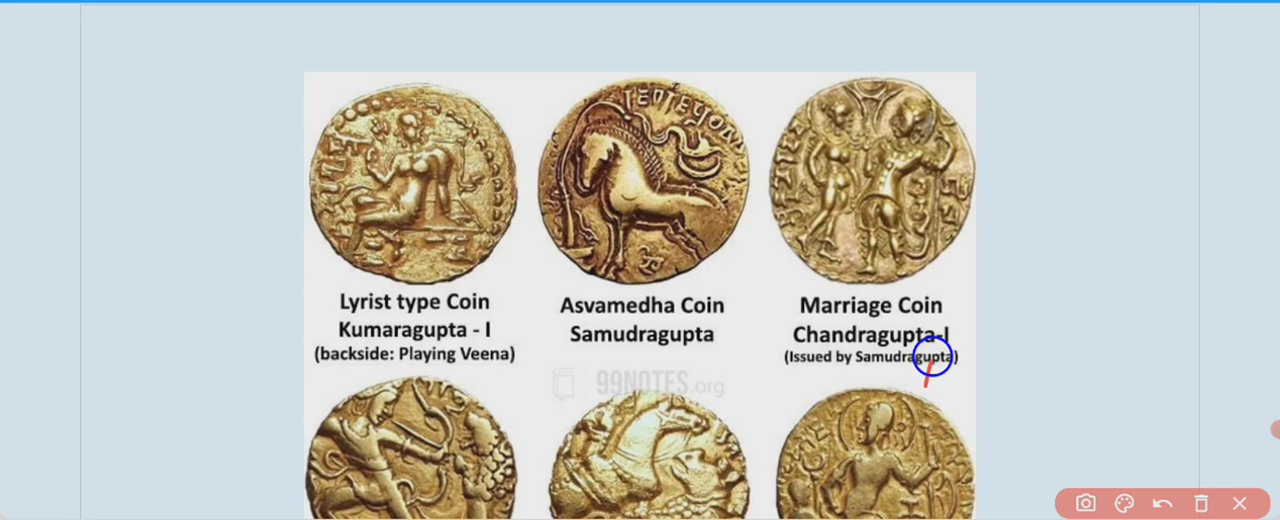 Lyrist type Coin
Kumaragupta - I
(backside: Playing Veena)
Asvamedha Coin
Samudragupta
Marriage Coin
Chandragupta-I
(Issued by Samudragupta)
99NOTES.org